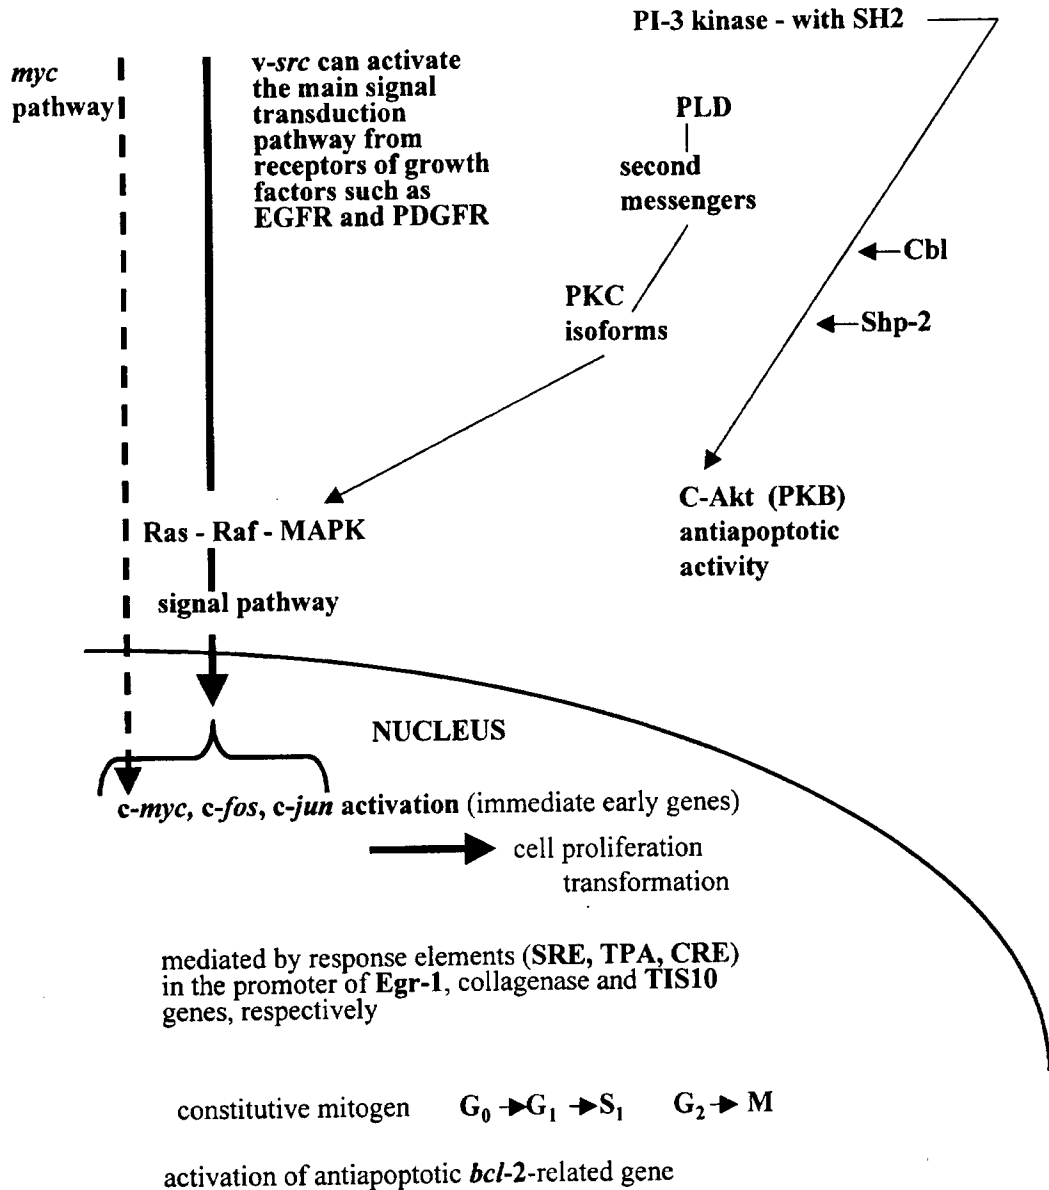 PI-3 kinase - with SH2
myc
pathway
v-src can activate
the main signal
transduction
pathway from
receptors of growth
factors such as
EGFR and PDGFR
PLD
second
messengers
Cbl
PKC
isoforms
Shp-2
C-Akt (PKB)
antiapoptotic
activity
Ras - Raf - MAPK
signal pathway
NUCLEUS
c-myc, c-fos, c-jun activation (immediate early genes)
cell proliferation
transformation
mediated by response elements (SRE, TPA, CRE)
in the promoter of Egr-1, collagenase and TIS10
genes, respectively
constitutive mitogen G0 G1 S1 G2 M
activation of antiapoptotic bcl-2-related gene